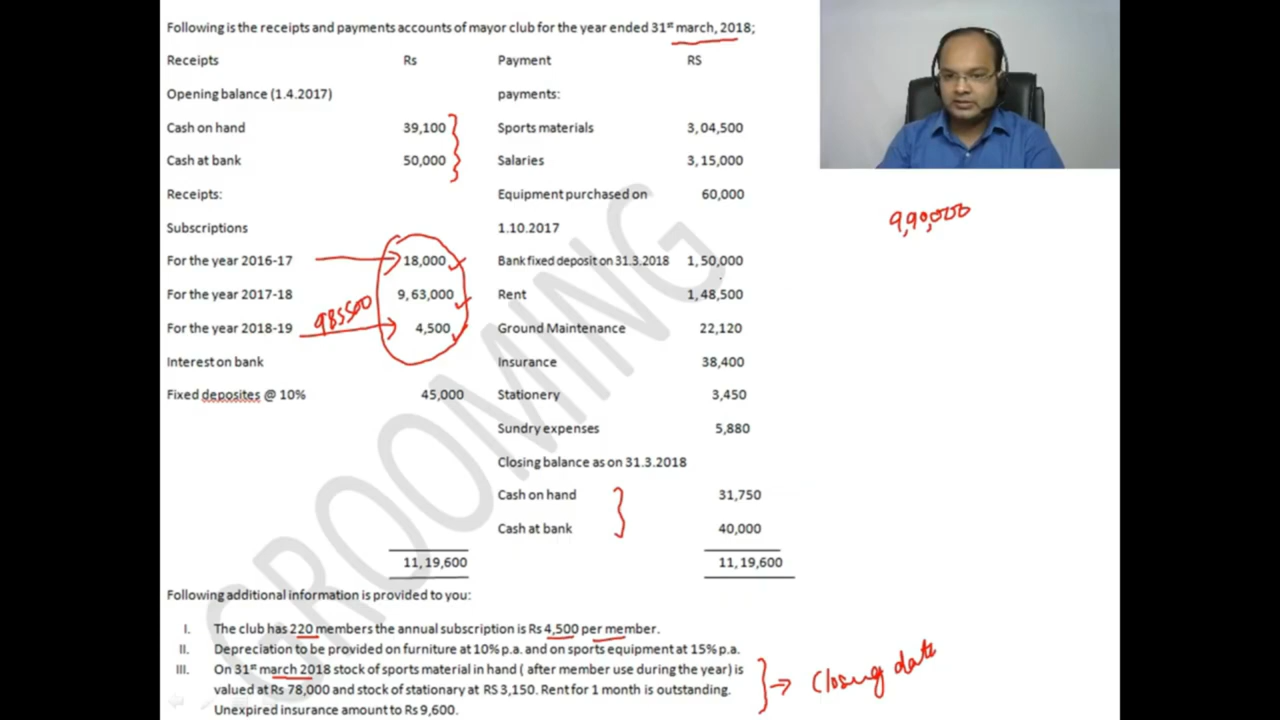 Following is the receipts and payments accounts of mayor club for the year ended 31st march, 2018;
Receipts Rs Payment RS
Opening balance (1.4.2017) payments:
Cash on hand 39,100 Sports materials 3,04,500
Cash at bank 50,000 Salaries 3,15,000
Receipts: Equipment purchased on 60,000
Subscriptions 1.10.2017
9,90,000
For the year 2016-17 18,000 Bank fixed deposit on 31.3.2018 1,50,000
For the year 2017-18 9,63,000 Rent 1,48,500
985500
For the year 2018-19 4,500 Ground Maintenance 22,120
Interest on bank Insurance 38,400
Fixed deposites @ 10% 45,000 Stationery 3,450
Sundry expenses 5,880
Closing balance as on 31.3.2018
Cash on hand 31,750
Cash at bank 40,000
11,19,600 11,19,600
Following additional information is provided to you:
I. The club has 220 members the annual subscription is Rs 4,500 per member.
II. Depreciation to be provided on furniture at 10% p.a. and on sports equipment at 15% p.a.
III. On 31st march 2018 stock of sports material in hand ( after member use during the year) is
valued at Rs 78,000 and stock of stationary at RS 3,150. Rent for 1 month is outstanding.
Unexpired insurance amount to Rs 9,600.
Closing date
GROOMING